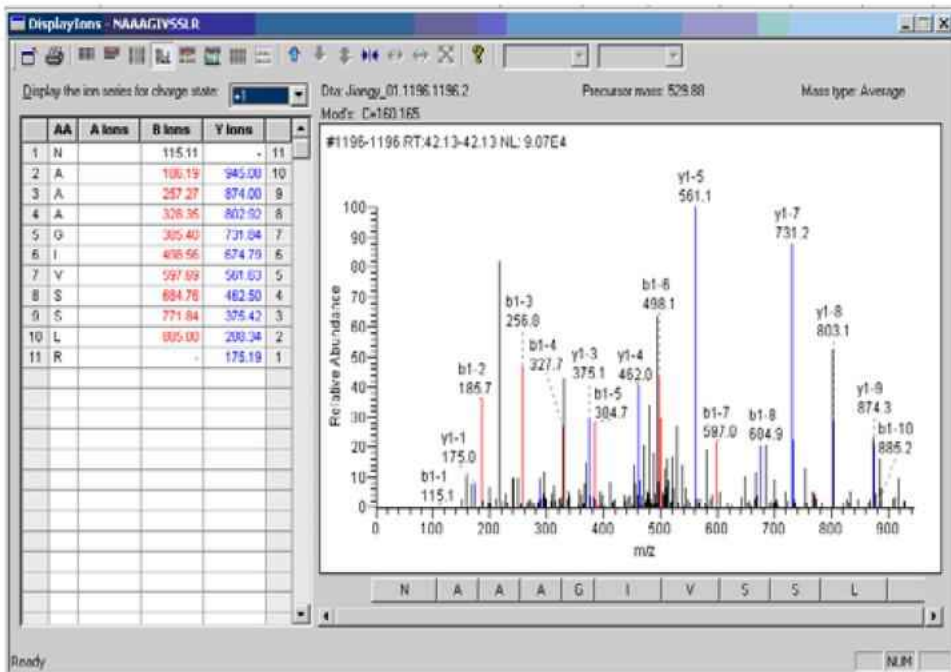 DisplayIons - NAAAGIVSSLR
Display the ion series for charge state: +1
Dta: Jiangy_01.1196.1196.2 Precursor mass: 529.88 Mass type: Average
Mod's: C=160.165
AA A Ions B Ions Y Ions
1 N 115.11 - 11
2 A 186.19 945.08 10
3 A 257.27 874.00 9
4 A 328.35 802.92 8
5 G 385.40 731.84 7
6 I 498.56 674.79 6
7 V 597.69 561.63 5
8 S 684.76 462.50 4
9 S 771.84 375.42 3
10 L 885.00 288.34 2
11 R - 175.19 1
#1196-1196 RT:42.13-42.13 NL: 9.07E4
y1-5
561.1
y1-7
731.2
b1-6
498.1
b1-3
256.8
y1-8
803.1
b1-4
327.7
y1-3
375.1
y1-4
462.0
b1-2
185.7
b1-5
384.7
y1-9
874.3
b1-7
597.0
b1-8
684.9
b1-10
885.2
y1-1
175.0
b1-1
115.1
Relative Abundance
100
90
80
70
60
50
40
30
20
10
0
0 100 200 300 400 500 600 700 800 900
m/z
N A A A G I V S S L
Ready NUM